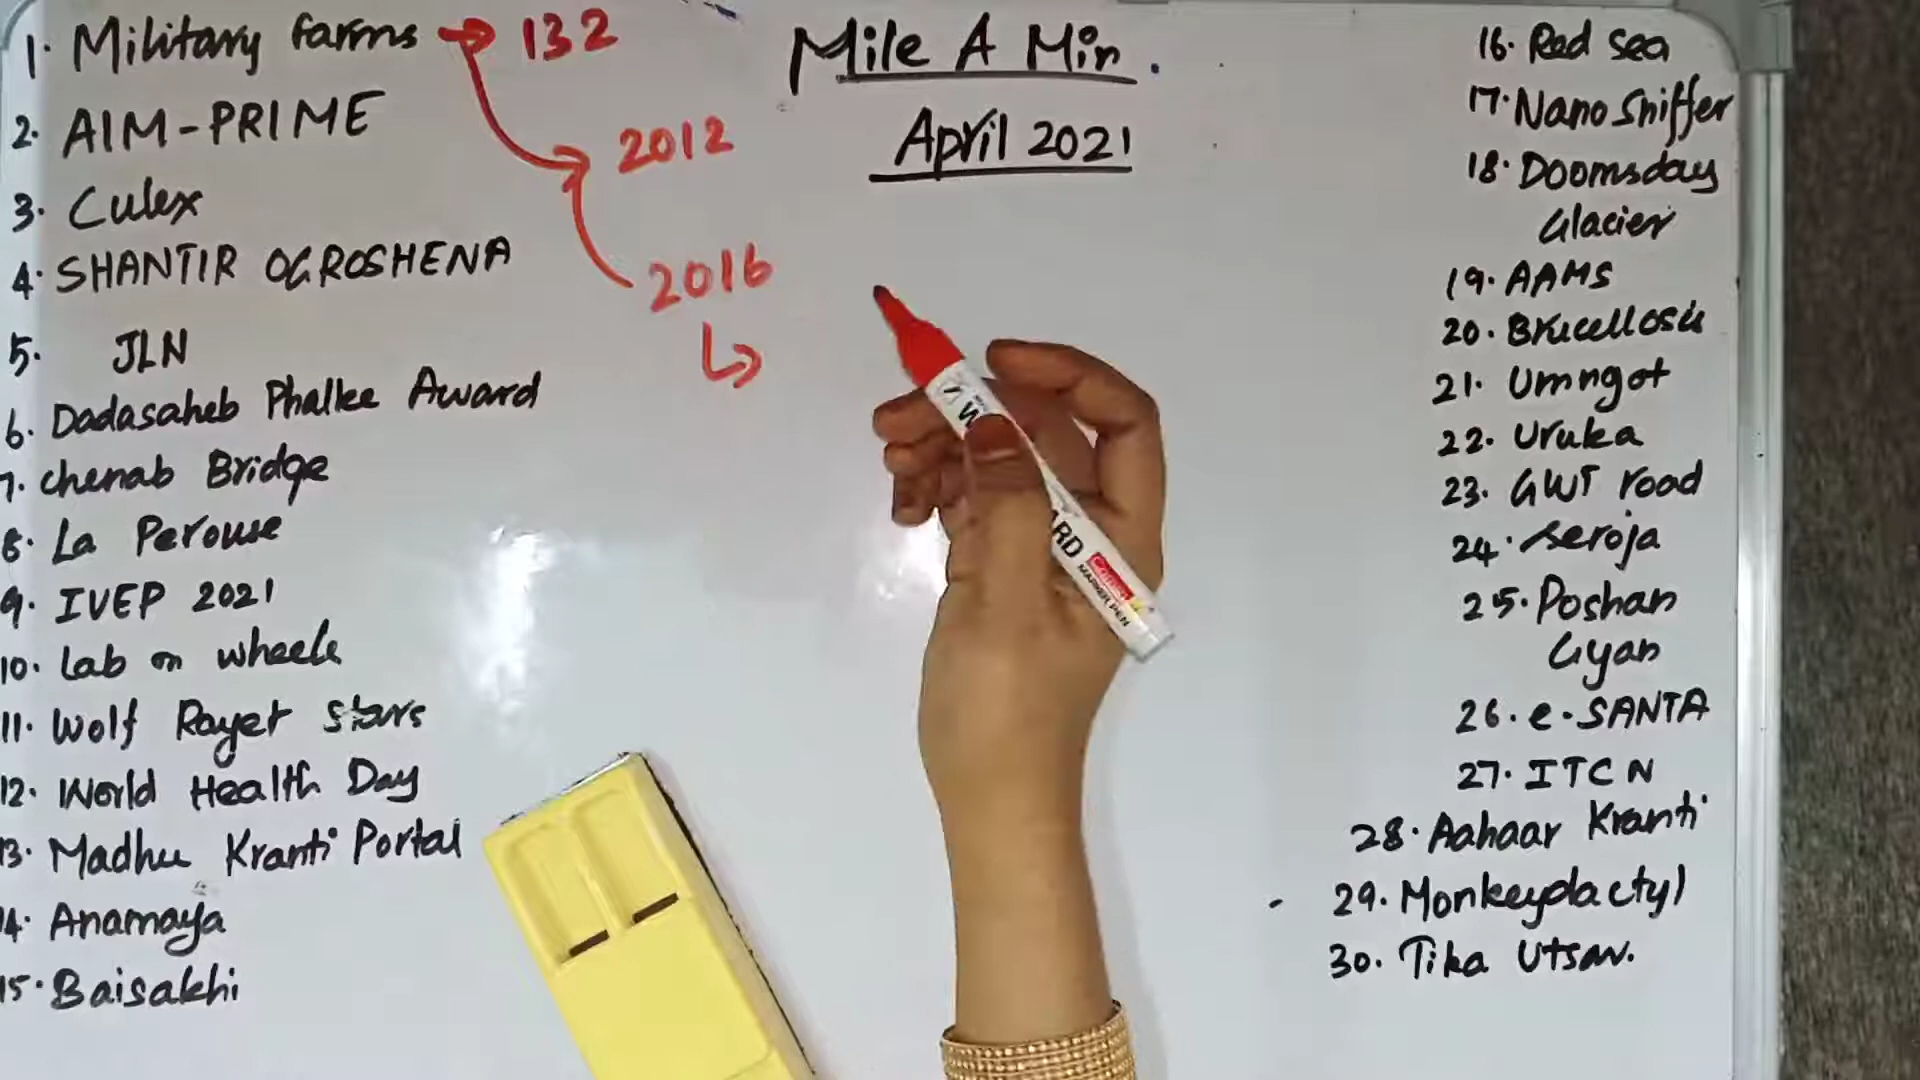 1. Military farms → 132
2012
2016
2. AIM-PRIME
3. Culex
4. SHANTIR OGROSHENA
5. JLN
6. Dadasaheb Phalke Award
7. Chenab Bridge
8. La Perouse
9. IVEP 2021
10. Lab on wheels
11. Wolf Rayet stars
12. World Health Day
13. Madhu Kranti Portal
14. Anamaya
15. Baisakhi
Mile A Min.
April 2021
16. Red sea
17. Nano Sniffer
18. Doomsday
Glacier
19. AAMS
20. Brucellosis
21. Umngot
22. Uruka
23. GWT road
24. Seroja
25. Poshan
Gyan
26. e.SANTA
27. ITCN
28. Aahaar Kranti
29. Monkeydactyl
30. Tika Utsav.
MARKER PEN